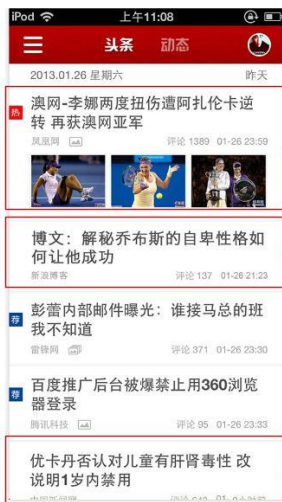 iPod 上午11:08
头条 动态
2013.01.26 星期六 昨天
热
澳网-李娜两度扭伤遭阿扎伦卡逆
转 再获澳网亚军
凤凰网 评论 1389 01-26 23:59
博文：解秘乔布斯的自卑性格如
何让他成功
新浪博客 评论 137 01-26 21:23
荐
彭蕾内部邮件曝光：谁接马总的班
我不知道
雷锋网 评论 371 01-26 23:30
荐
百度推广后台被爆禁止用360浏览
器登录
腾讯科技 评论 95 01-26 23:33
优卡丹否认对儿童有肝肾毒性 改
说明1岁内禁用